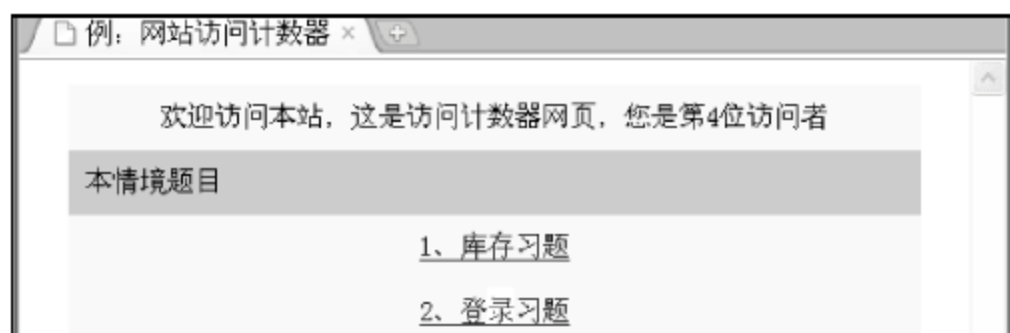 例：网站访问计数器
欢迎访问本站，这是访问计数器网页，您是第4位访问者
本情境题目
1、库存习题
2、登录习题